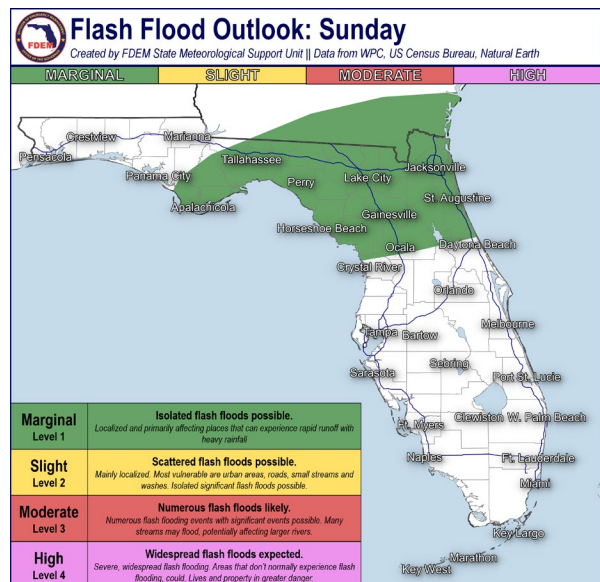 Flash Flood Outlook: Sunday
Created by FDEM State Meteorological Support Unit || Data from WPC, US Census Bureau, Natural Earth
FDEM
MARGINAL
SLIGHT
MODERATE
HIGH
Crestview
Marianna
Pensacola
Tallahassee
Panama City
Apalachicola
Perry
Lake City
Jacksonville
St. Augustine
Gainesville
Horseshoe Beach
Ocala
Daytona Beach
Crystal River
Orlando
Tampa
Bartow
Melbourne
Sarasota
Sebring
Port St. Lucie
Ft. Myers
Clewiston
W. Palm Beach
Naples
Ft. Lauderdale
Miami
Key Largo
Marathon
Key West
Marginal
Level 1
Isolated flash floods possible.
Localized and primarily affecting places that can experience rapid runoff with
heavy rainfall
Slight
Level 2
Scattered flash floods possible.
Mainly localized. Most vulnerable are urban areas, roads, small streams and
washes. Isolated significant flash floods possible.
Moderate
Level 3
Numerous flash floods likely.
Numerous flash flooding events with significant events possible. Many
streams may flood, potentially affecting larger rivers.
High
Level 4
Widespread flash floods expected.
Severe, widespread flooding. Areas that don't normally experience flash
flooding, could. Lives and property in greater danger.